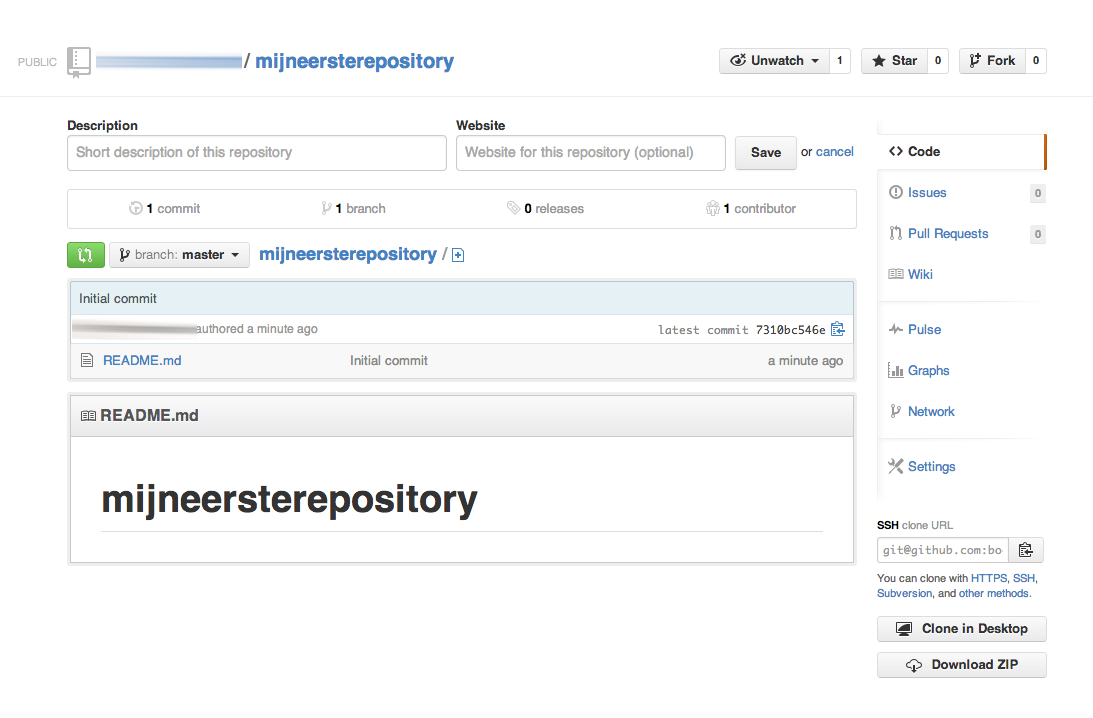 PUBLIC / mijneersterepository Unwatch 1 Star 0 Fork 0
Description Website
Short description of this repository Website for this repository (optional) Save or cancel
1 commit 1 branch 0 releases 1 contributor
branch: master mijneersterepository /
Initial commit
authored a minute ago latest commit 7310bc546e
README.md Initial commit a minute ago
README.md
mijneersterepository
Code
Issues 0
Pull Requests 0
Wiki
Pulse
Graphs
Network
Settings
SSH clone URL
git@github.com:bo
You can clone with HTTPS, SSH,
Subversion, and other methods.
Clone in Desktop
Download ZIP